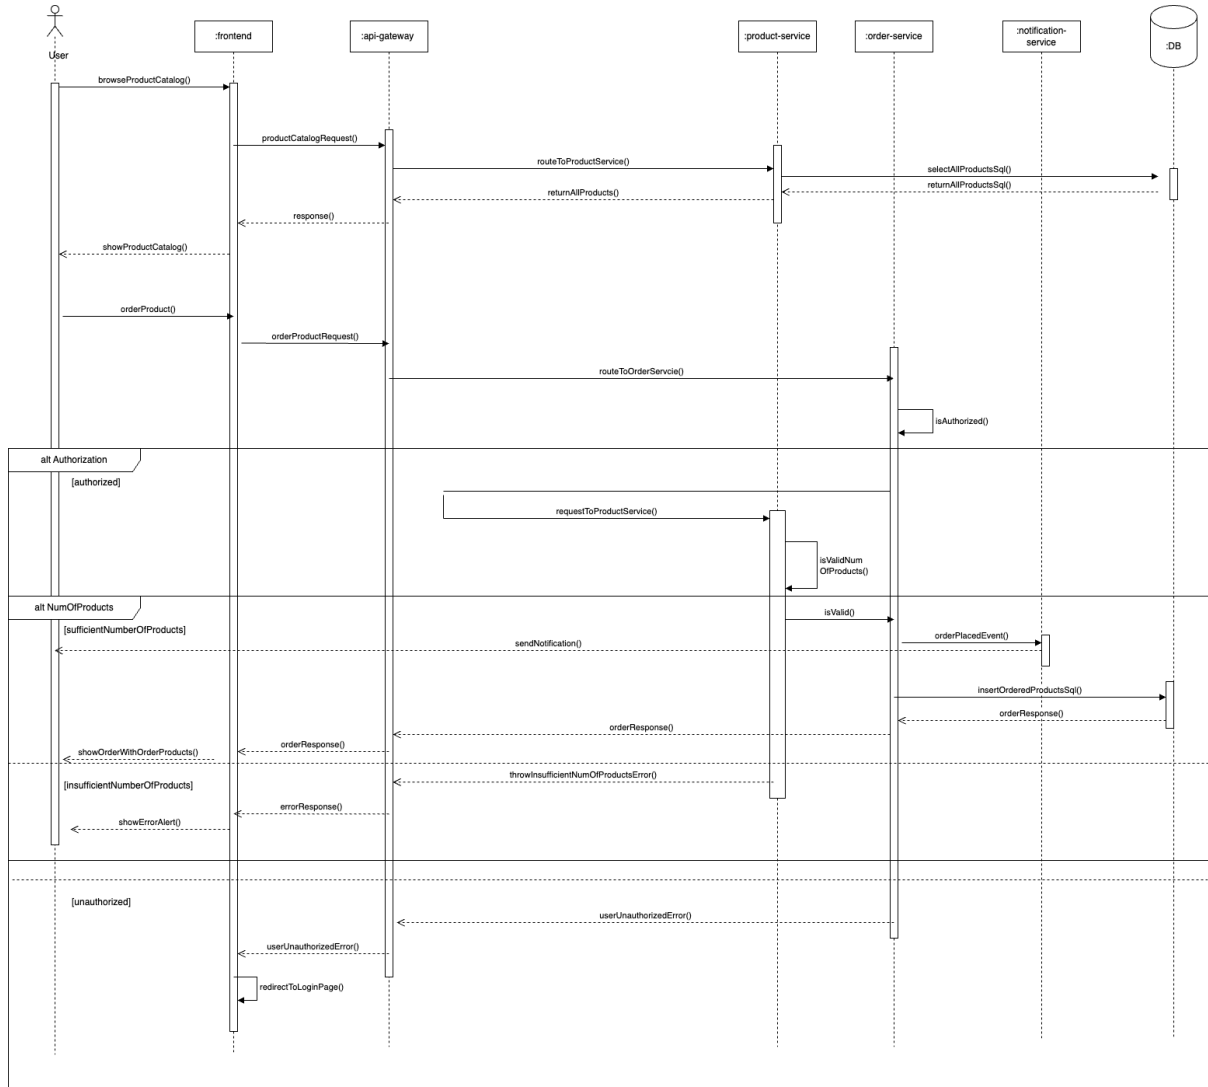 User
:frontend
:api-gateway
:product-service
:order-service
:notification-
service
:DB
browseProductCatalog()
productCatalogRequest()
routeToProductService()
selectAllProductsSql()
returnAllProductsSql()
returnAllProducts()
response()
showProductCatalog()
orderProduct()
orderProductRequest()
routeToOrderServcie()
isAuthorized()
alt Authorization
[authorized]
requestToProductService()
isValidNum
OfProducts()
alt NumOfProducts
isValid()
[sufficientNumberOfProducts]
orderPlacedEvent()
sendNotification()
insertOrderedProductsSql()
orderResponse()
orderResponse()
orderResponse()
showOrderWithOrderProducts()
throwInsufficientNumOfProductsError()
[insufficientNumberOfProducts]
errorResponse()
showErrorAlert()
[unauthorized]
userUnauthorizedError()
userUnauthorizedError()
redirectToLoginPage()